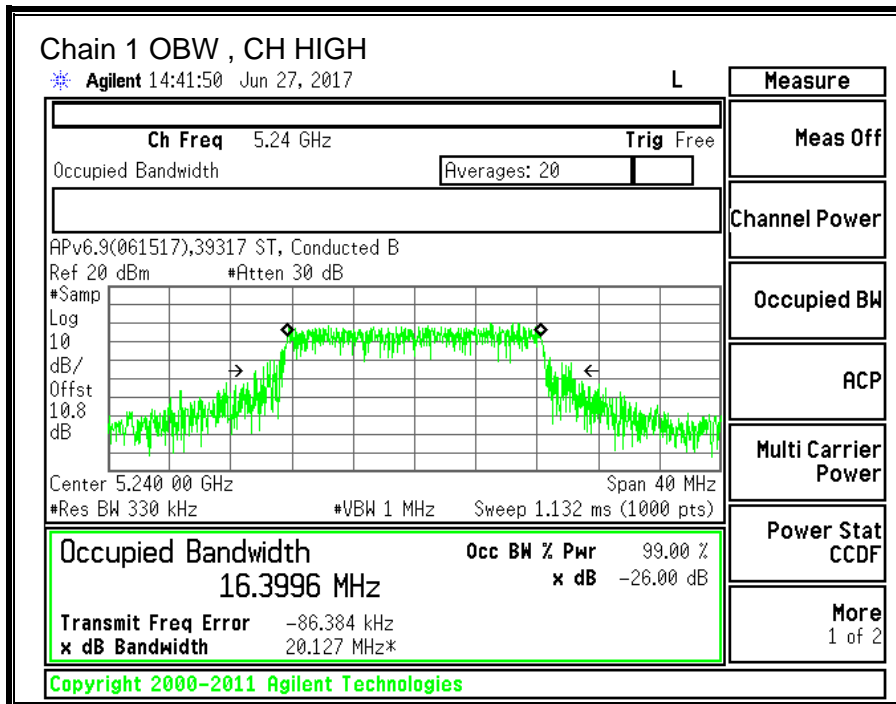 Chain 1 OBW , CH HIGH
Agilent 14:41:50 Jun 27, 2017 L
Measure
Ch Freq 5.24 GHz Trig Free
Occupied Bandwidth Averages: 20
APv6.9(061517),39317 ST, Conducted B
Ref 20 dBm #Atten 30 dB
#Samp
Log
10
dB/
Offst
10.8
dB
Center 5.240 00 GHz Span 40 MHz
#Res BW 330 kHz #VBW 1 MHz Sweep 1.132 ms (1000 pts)
Occupied Bandwidth Occ BW % Pwr 99.00 %
16.3996 MHz x dB -26.00 dB
Transmit Freq Error -86.384 kHz
x dB Bandwidth 20.127 MHz*
Copyright 2000-2011 Agilent Technologies
Meas Off
Channel Power
Occupied BW
ACP
Multi Carrier
Power
Power Stat
CCDF
More
1 of 2